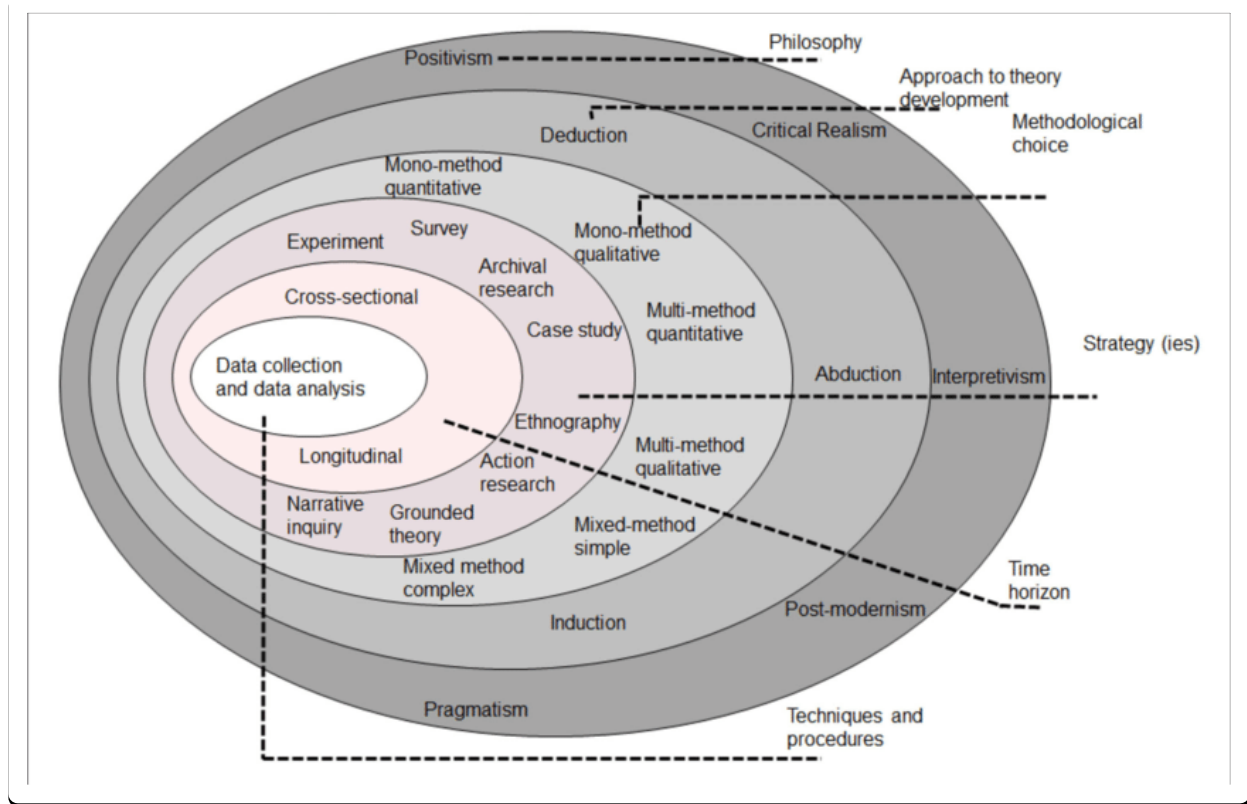 Philosophy
Positivism
Approach to theory
development
Methodological
choice
Critical Realism
Deduction
Mono-method
quantitative
Mono-method
qualitative
Survey
Experiment
Archival
research
Cross-sectional
Multi-method
quantitative
Case study
Strategy (ies)
Data collection
and data analysis
Abduction
Interpretivism
Ethnography
Multi-method
qualitative
Longitudinal
Action
research
Narrative
inquiry
Grounded
theory
Mixed-method
simple
Mixed method
complex
Time
horizon
Post-modernism
Induction
Pragmatism
Techniques and
procedures